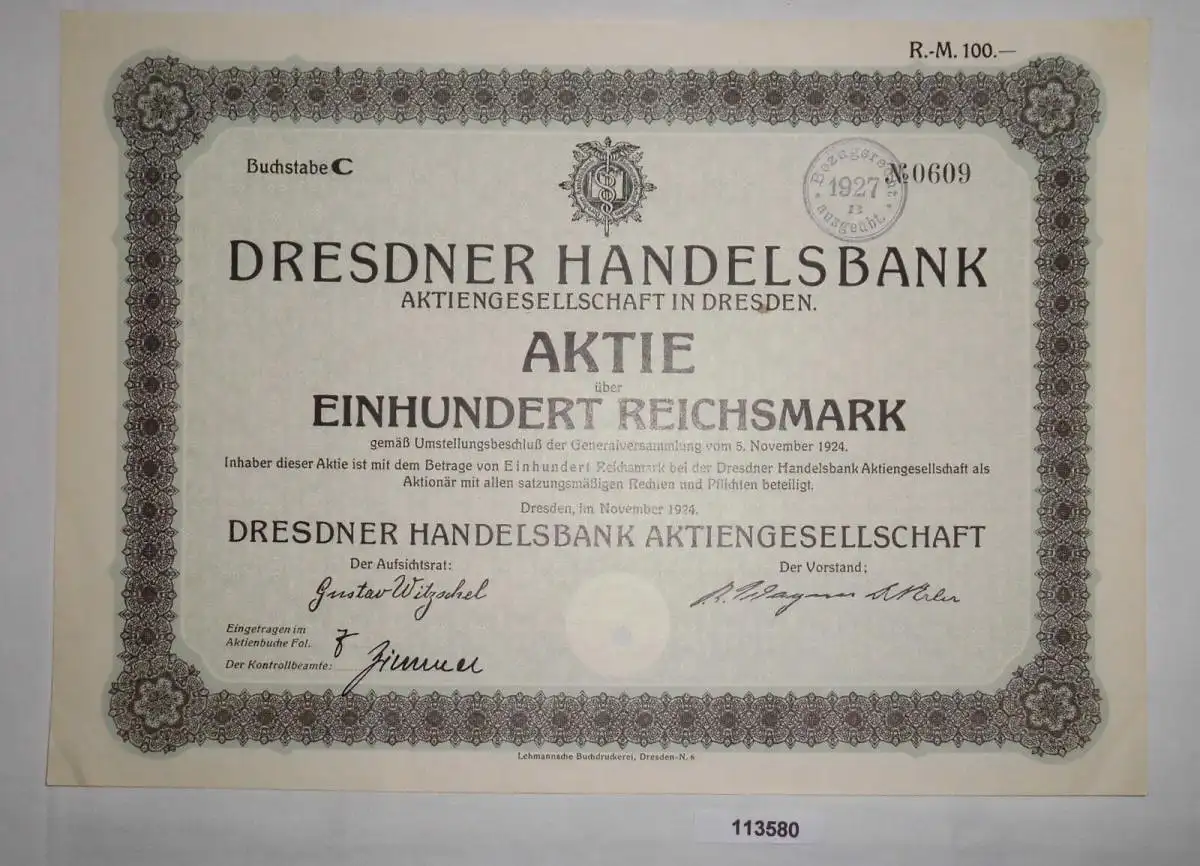 R.-M. 100.—
Buchstabe C
Bezugsrecht
1927
B
ausgeübt
№ 0609
DRESDNER HANDELSBANK
AKTIENGESELLSCHAFT IN DRESDEN.
AKTIE
über
EINHUNDERT REICHSMARK
gemäß Umstellungsbeschluß der Generalversammlung vom 5. November 1924.
Inhaber dieser Aktie ist mit dem Betrage von Einhundert Reichsmark bei der Dresdner Handelsbank Aktiengesellschaft als
Aktionär mit allen satzungsmäßigen Rechten und Pflichten beteiligt.
Dresden, im November 1924.
DRESDNER HANDELSBANK AKTIENGESELLSCHAFT
Der Aufsichtsrat:
Der Vorstand:
Gustav Witzschel
R. Wagner
Eingetragen im
Aktienbuche Fol.
Der Kontrollbeamte:
Lehmannsche Buchdruckerei, Dresden-N. 6
113580